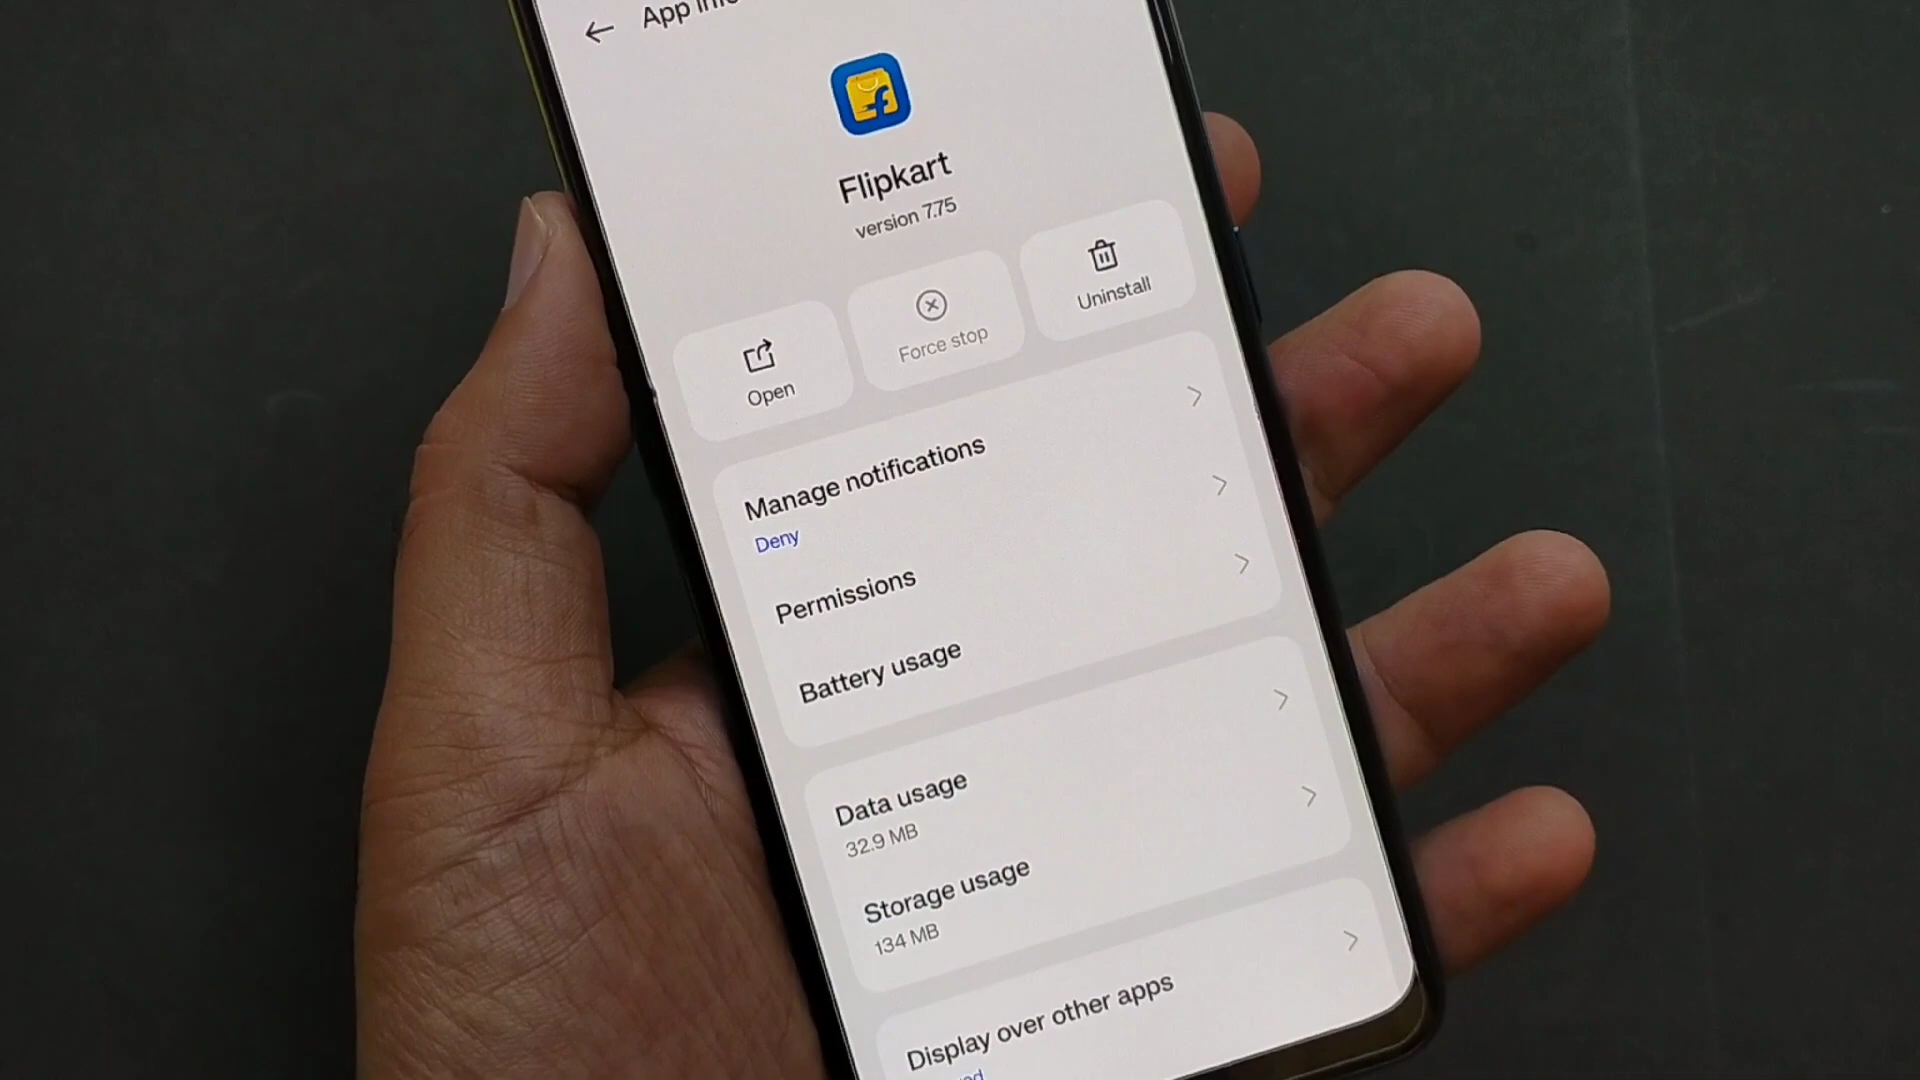 App info
Flipkart
version 7.75
Open
Force stop
Uninstall
Manage notifications
Deny
Permissions
Battery usage
Data usage
32.9 MB
Storage usage
134 MB
Display over other apps